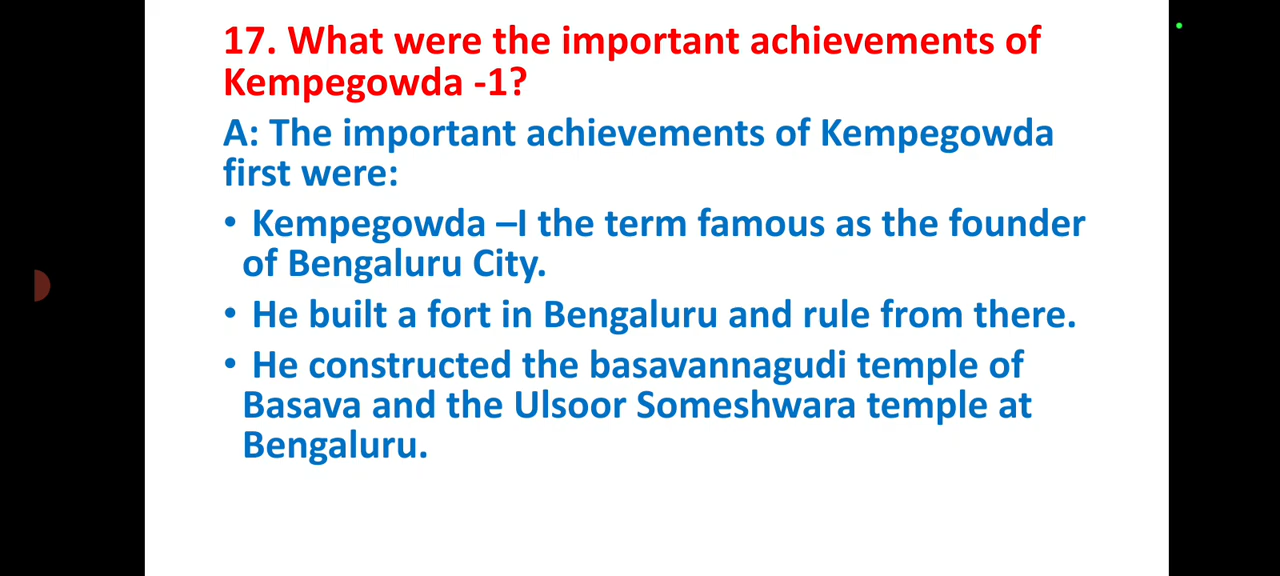 17. What were the important achievements of
Kempegowda -1?
A: The important achievements of Kempegowda
first were:
• Kempegowda –I the term famous as the founder
of Bengaluru City.
• He built a fort in Bengaluru and rule from there.
• He constructed the basavannagudi temple of
Basava and the Ulsoor Someshwara temple at
Bengaluru.